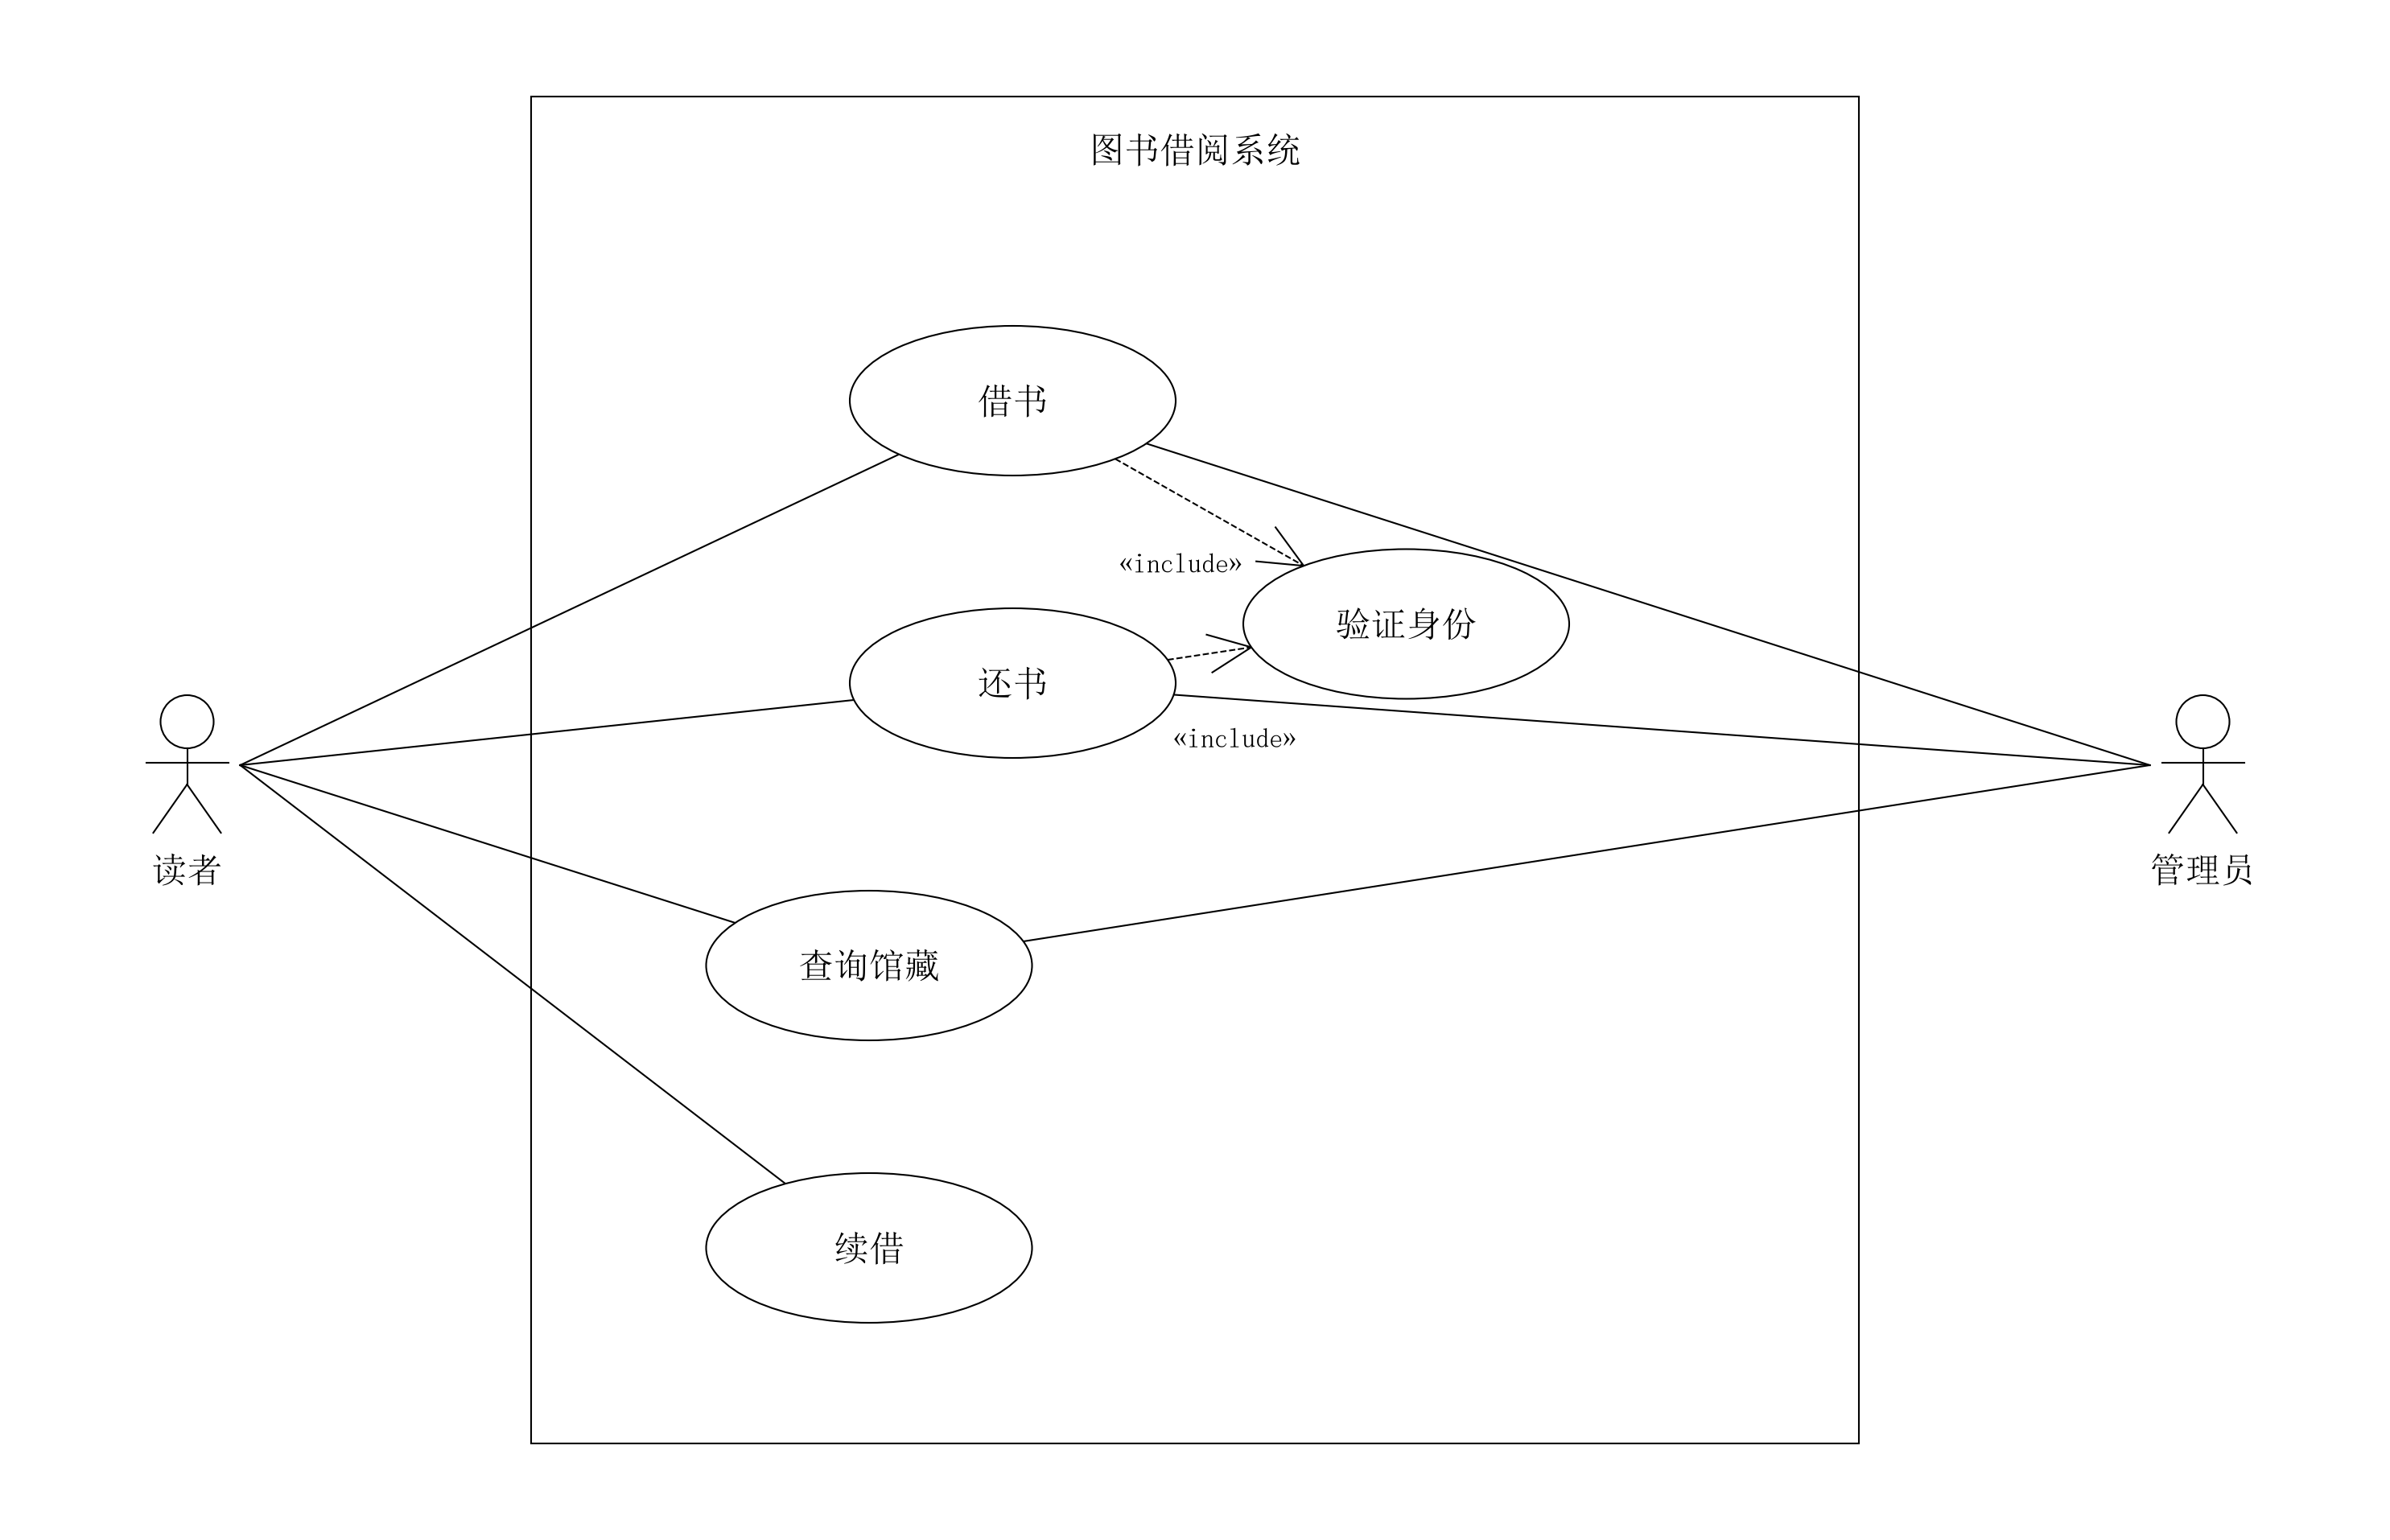 图书借阅系统
借书
«include»
验证身份
还书
«include»
读者
管理员
查询馆藏
续借